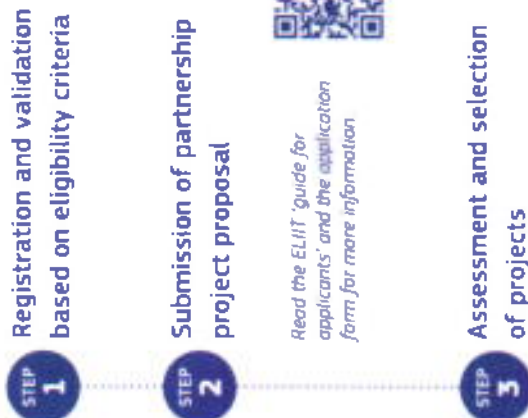 STEP
1
Registration and validation
based on eligibility criteria
STEP
2
Submission of partnership
project proposal
Read the ELIIT 'guide for
applicants' and the application
form for more information
STEP
3
Assessment and selection
of projects